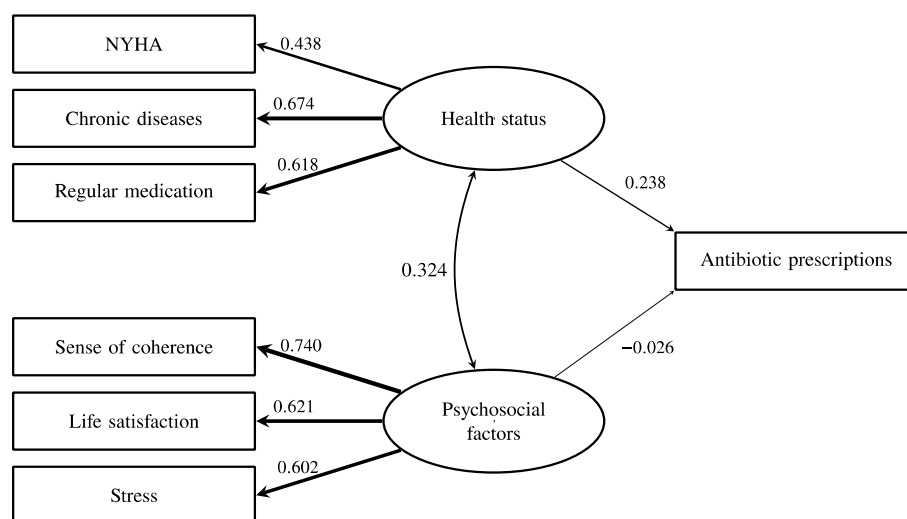 NYHA
0.438
Chronic diseases
0.674
Health status
Regular medication
0.618
0.238
0.324
Antibiotic prescriptions
Sense of coherence
0.740
−0.026
Life satisfaction
0.621
Psychosocial
factors
Stress
0.602